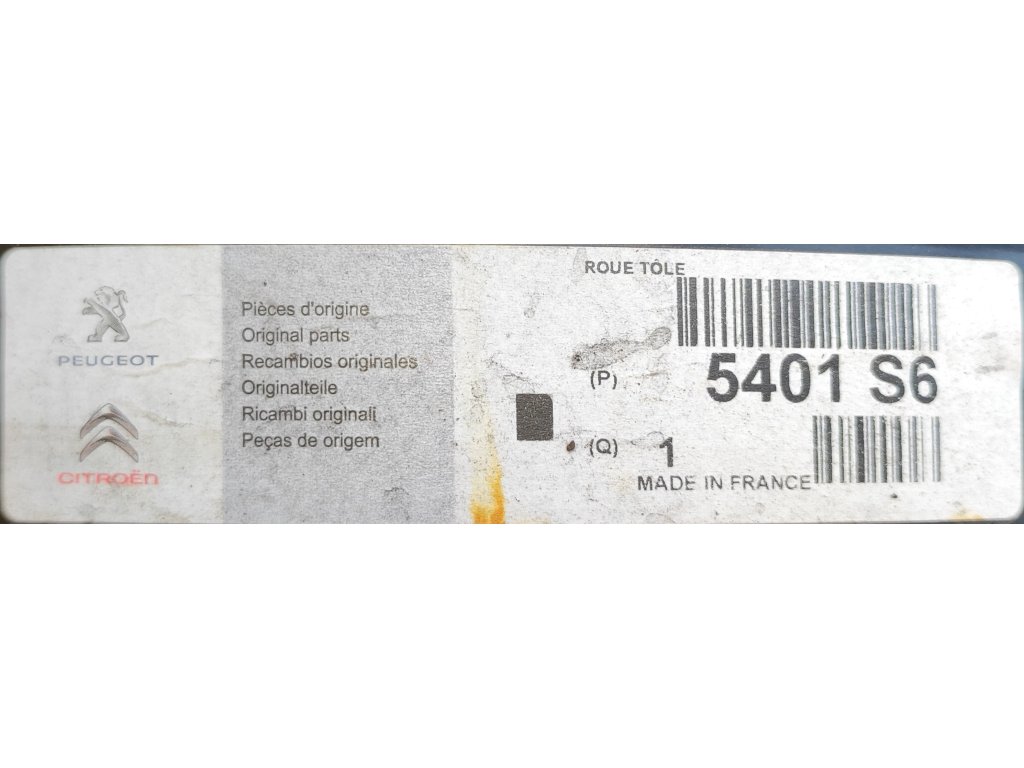 PEUGEOT
CITROËN
Pièces d'origine
Original parts
Recambios originales
Originalteile
Ricambi originali
Peças de origem
ROUE TÔLE
(P) 5401 S6
(Q) 1
MADE IN FRANCE